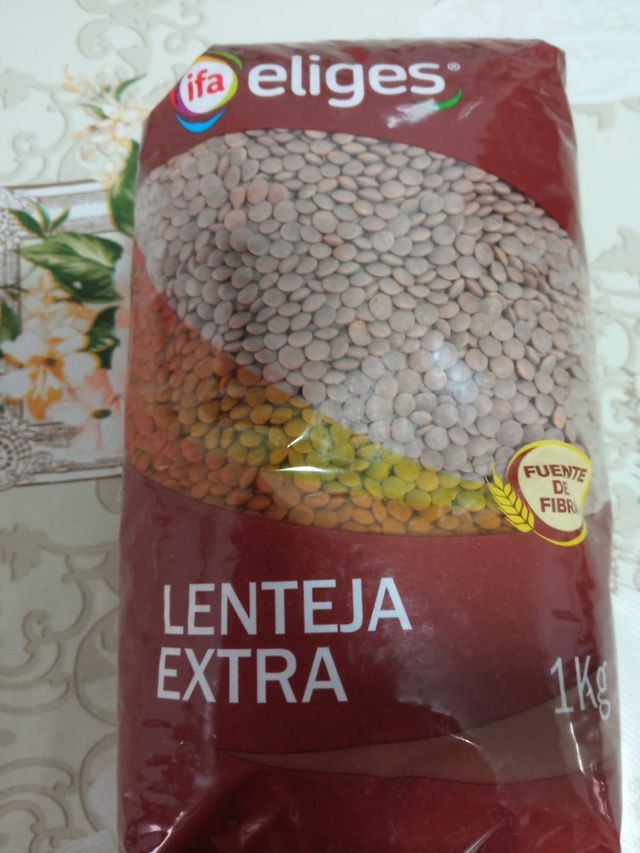 ifa eliges®
FUENTE
DE
FIBRA
LENTEJA
EXTRA
1Kg